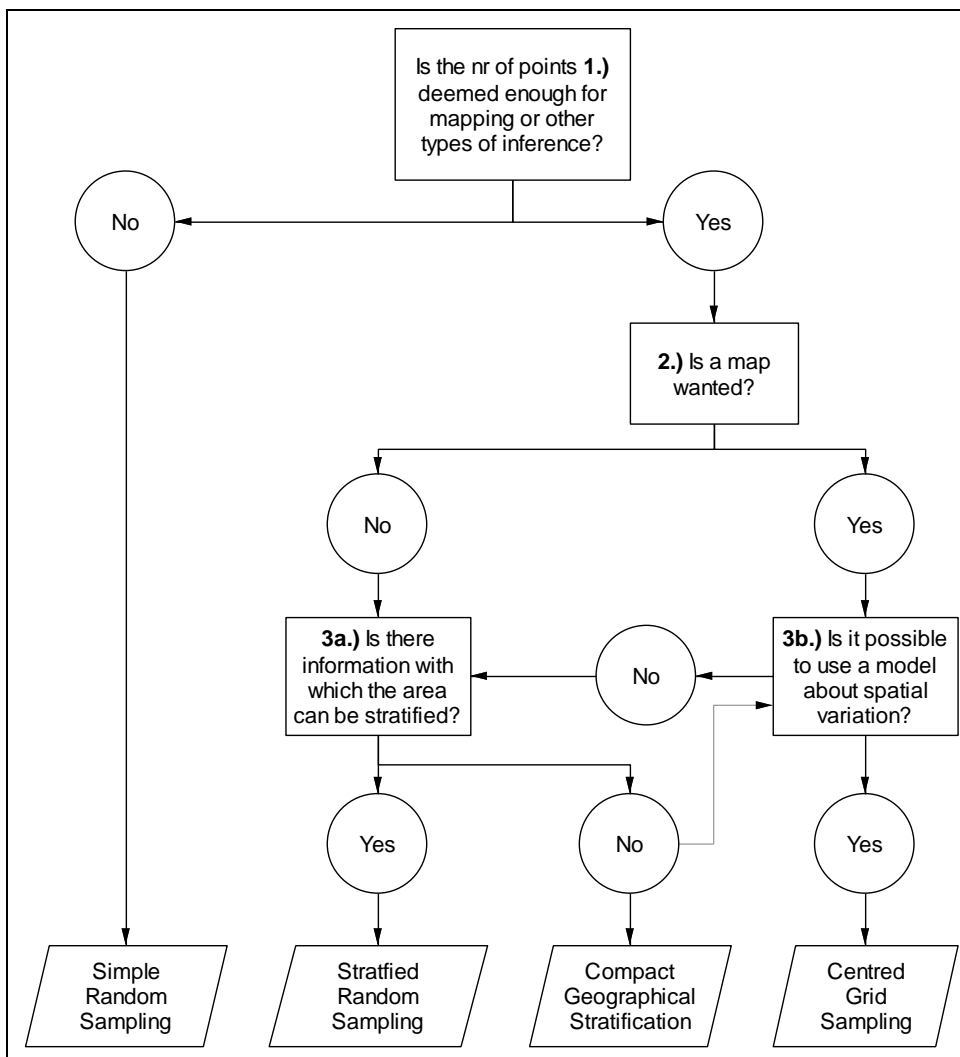 Is the nr of points 1.)
deemed enough for
mapping or other
types of inference?
No
Yes
2.) Is a map
wanted?
No
Yes
3a.) Is there
information with
which the area
can be stratified?
No
3b.) Is it possible
to use a model
about spatial
variation?
Yes
No
Yes
Simple
Random
Sampling
Stratfied
Random
Sampling
Compact
Geographical
Stratification
Centred
Grid
Sampling